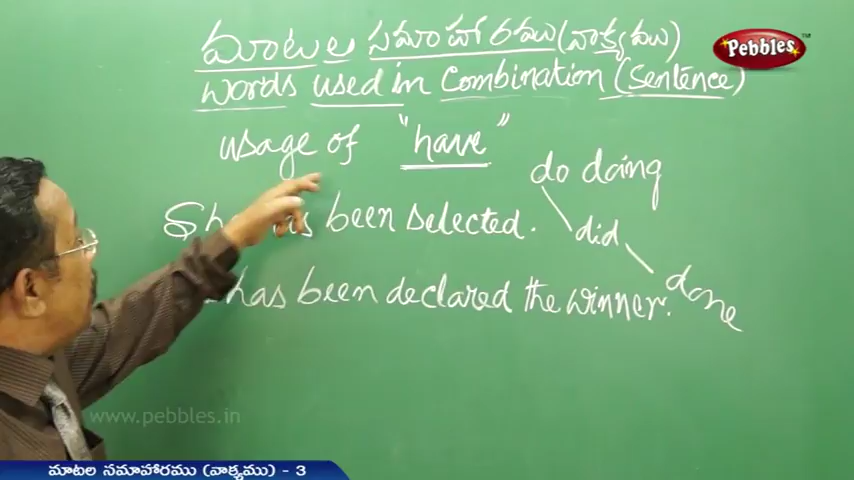 మాటల సమాహారము (వాక్యము)
Pebbles
words used in Combination (Sentence)
usage of "have"
do doing
did
done
been selected.
has been declared the winner.
www.pebbles.in
మాటల సమాహారము (వాక్యము) - 3